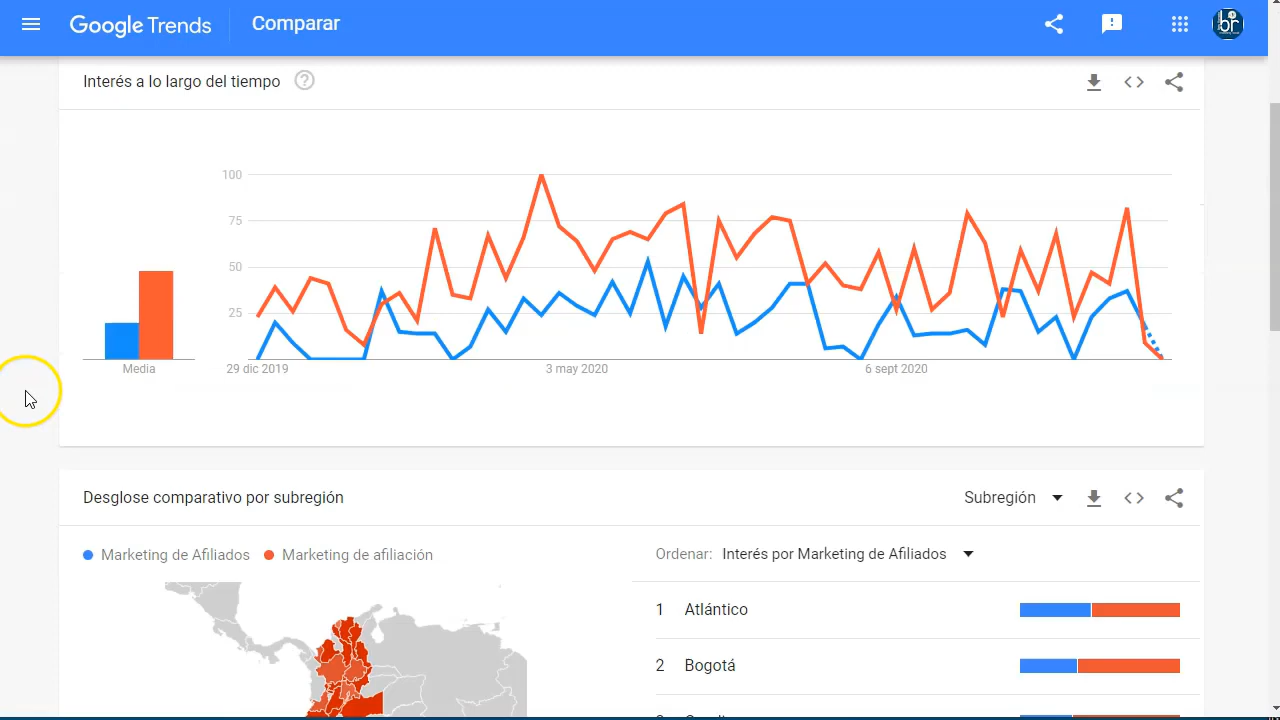 Google Trends
Comparar
br
Interés a lo largo del tiempo
100
75
50
25
Media
29 dic 2019
3 may 2020
6 sept 2020
Desglose comparativo por subregión
Subregión
Marketing de Afiliados
Marketing de afiliación
Ordenar: Interés por Marketing de Afiliados
1 Atlántico
2 Bogotá